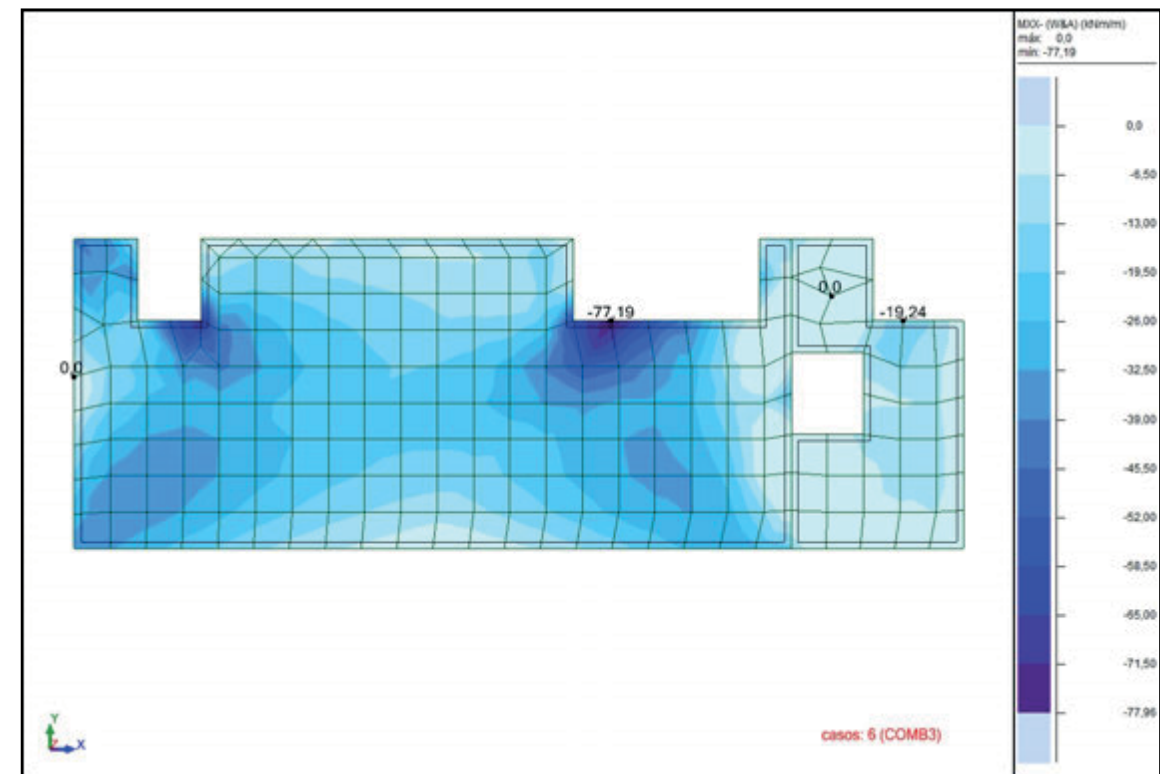 MXX- (W&A) (kNm/m)
máx: 0,0
mín: -77,19
0,0
-6,50
-13,00
-19,50
-26,00
-32,50
-39,00
-45,50
-52,00
-58,50
-65,00
-71,50
-77,96
0,0
-77,19
-19,24
0,0
Y
Z X
casos: 6 (COMB3)